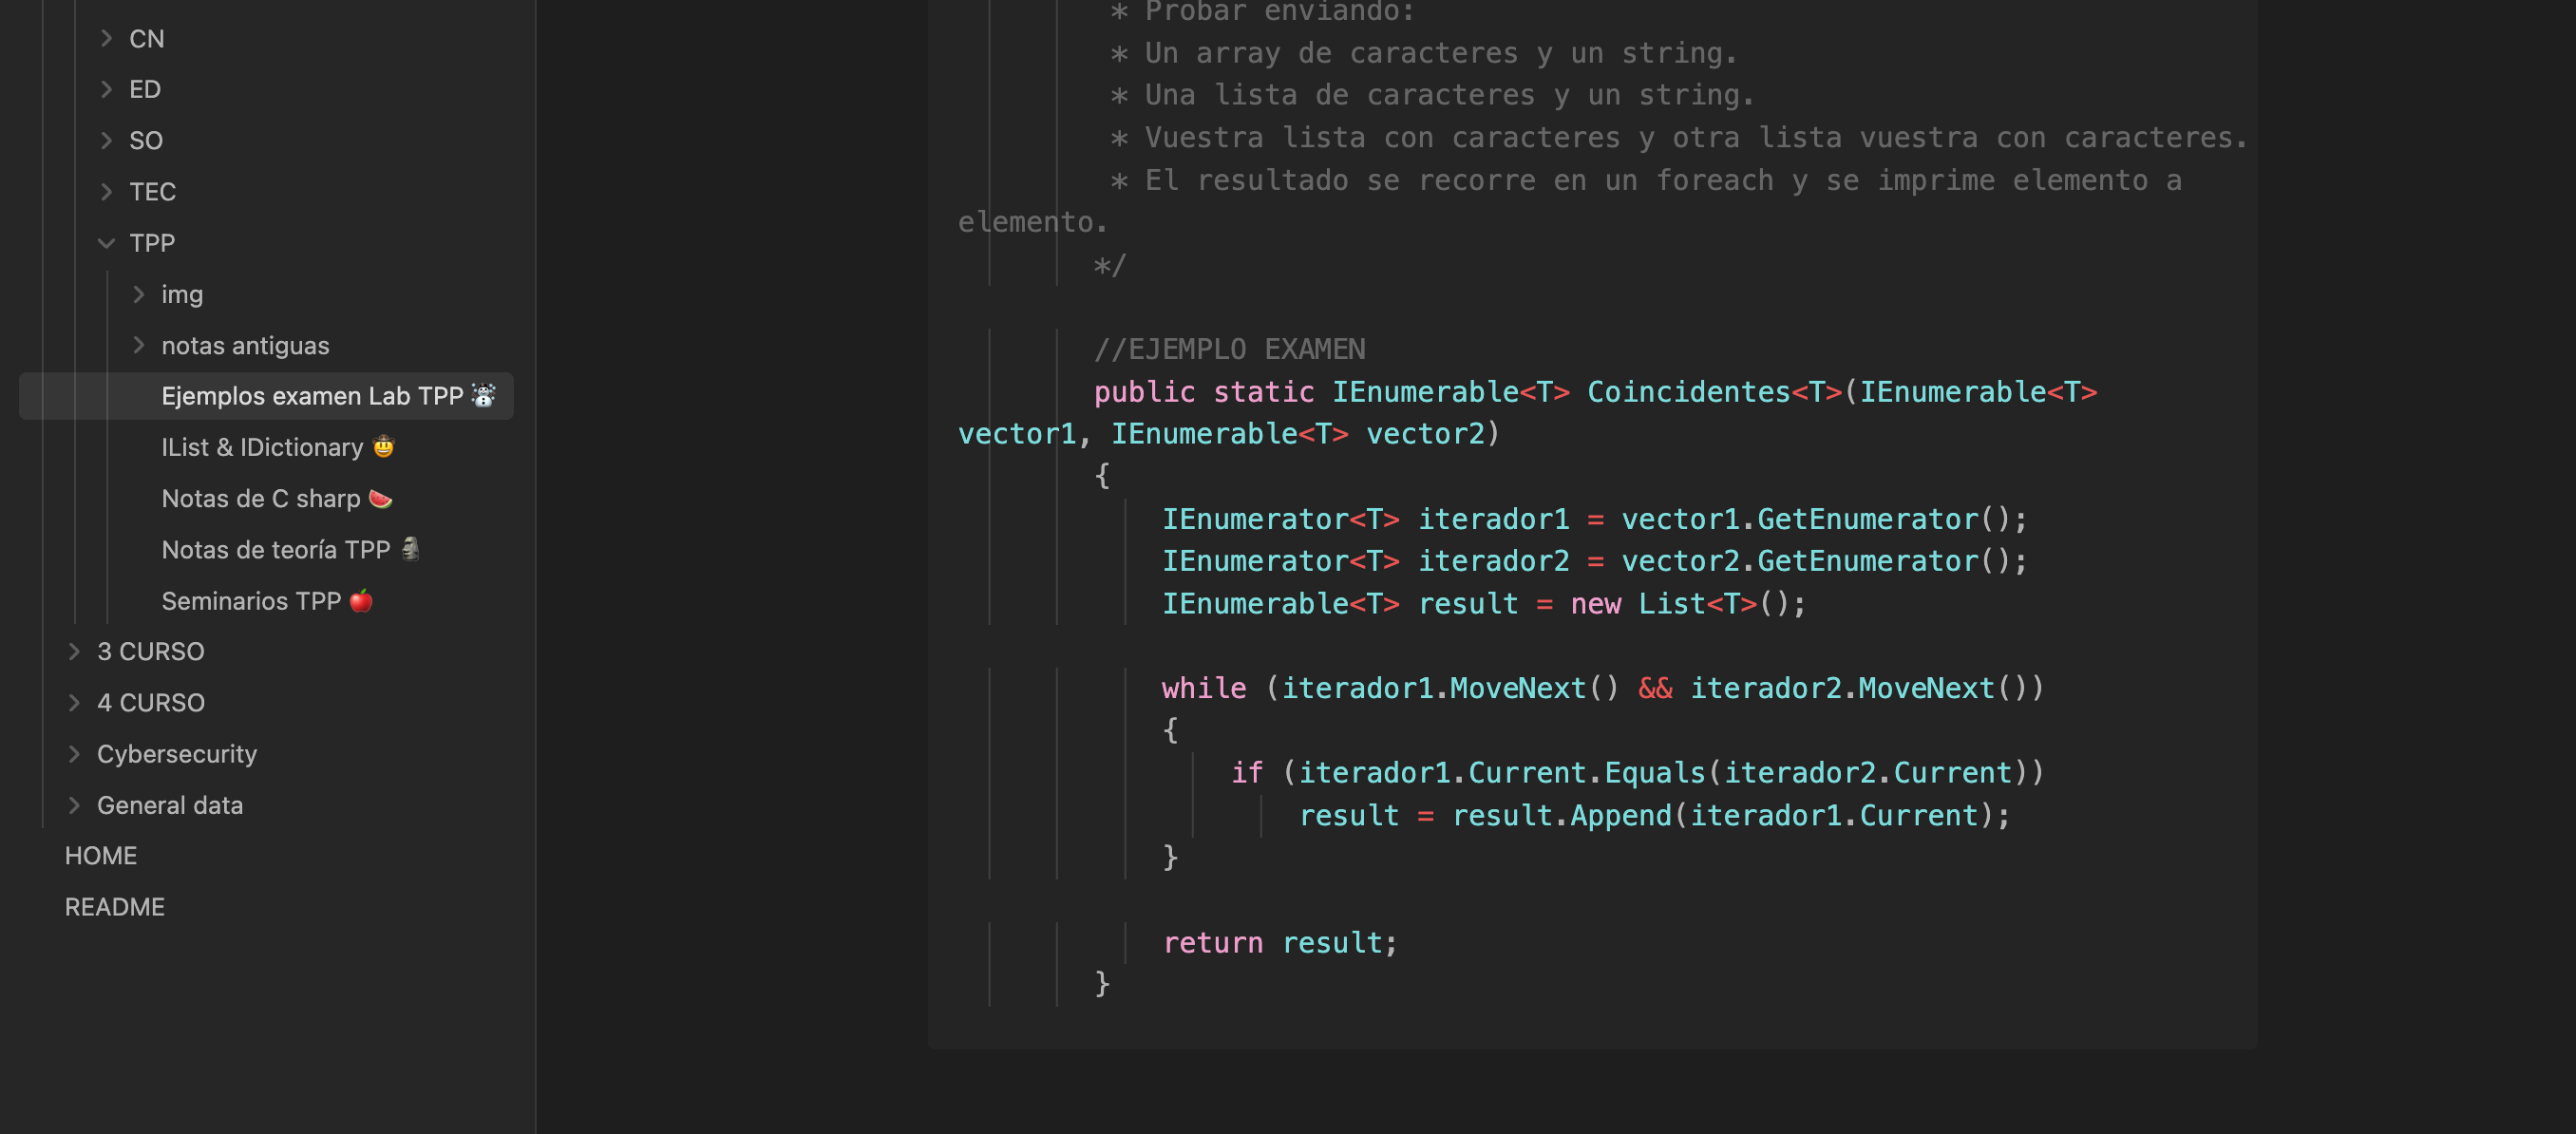 CN
ED
SO
TEC
TPP
img
notas antiguas
Ejemplos examen Lab TPP ☃️
IList & IDictionary 🤠
Notas de C sharp 🍉
Notas de teoría TPP 🗿
Seminarios TPP 🍎
3 CURSO
4 CURSO
Cybersecurity
General data
HOME
README
* Probar enviando:
* Un array de caracteres y un string.
* Una lista de caracteres y un string.
* Vuestra lista con caracteres y otra lista vuestra con caracteres.
* El resultado se recorre en un foreach y se imprime elemento a
elemento.
*/
//EJEMPLO EXAMEN
public static IEnumerable<T> Coincidentes<T>(IEnumerable<T>
vector1, IEnumerable<T> vector2)
{
IEnumerator<T> iterador1 = vector1.GetEnumerator();
IEnumerator<T> iterador2 = vector2.GetEnumerator();
IEnumerable<T> result = new List<T>();
while (iterador1.MoveNext() && iterador2.MoveNext())
{
if (iterador1.Current.Equals(iterador2.Current))
result = result.Append(iterador1.Current);
}
return result;
}